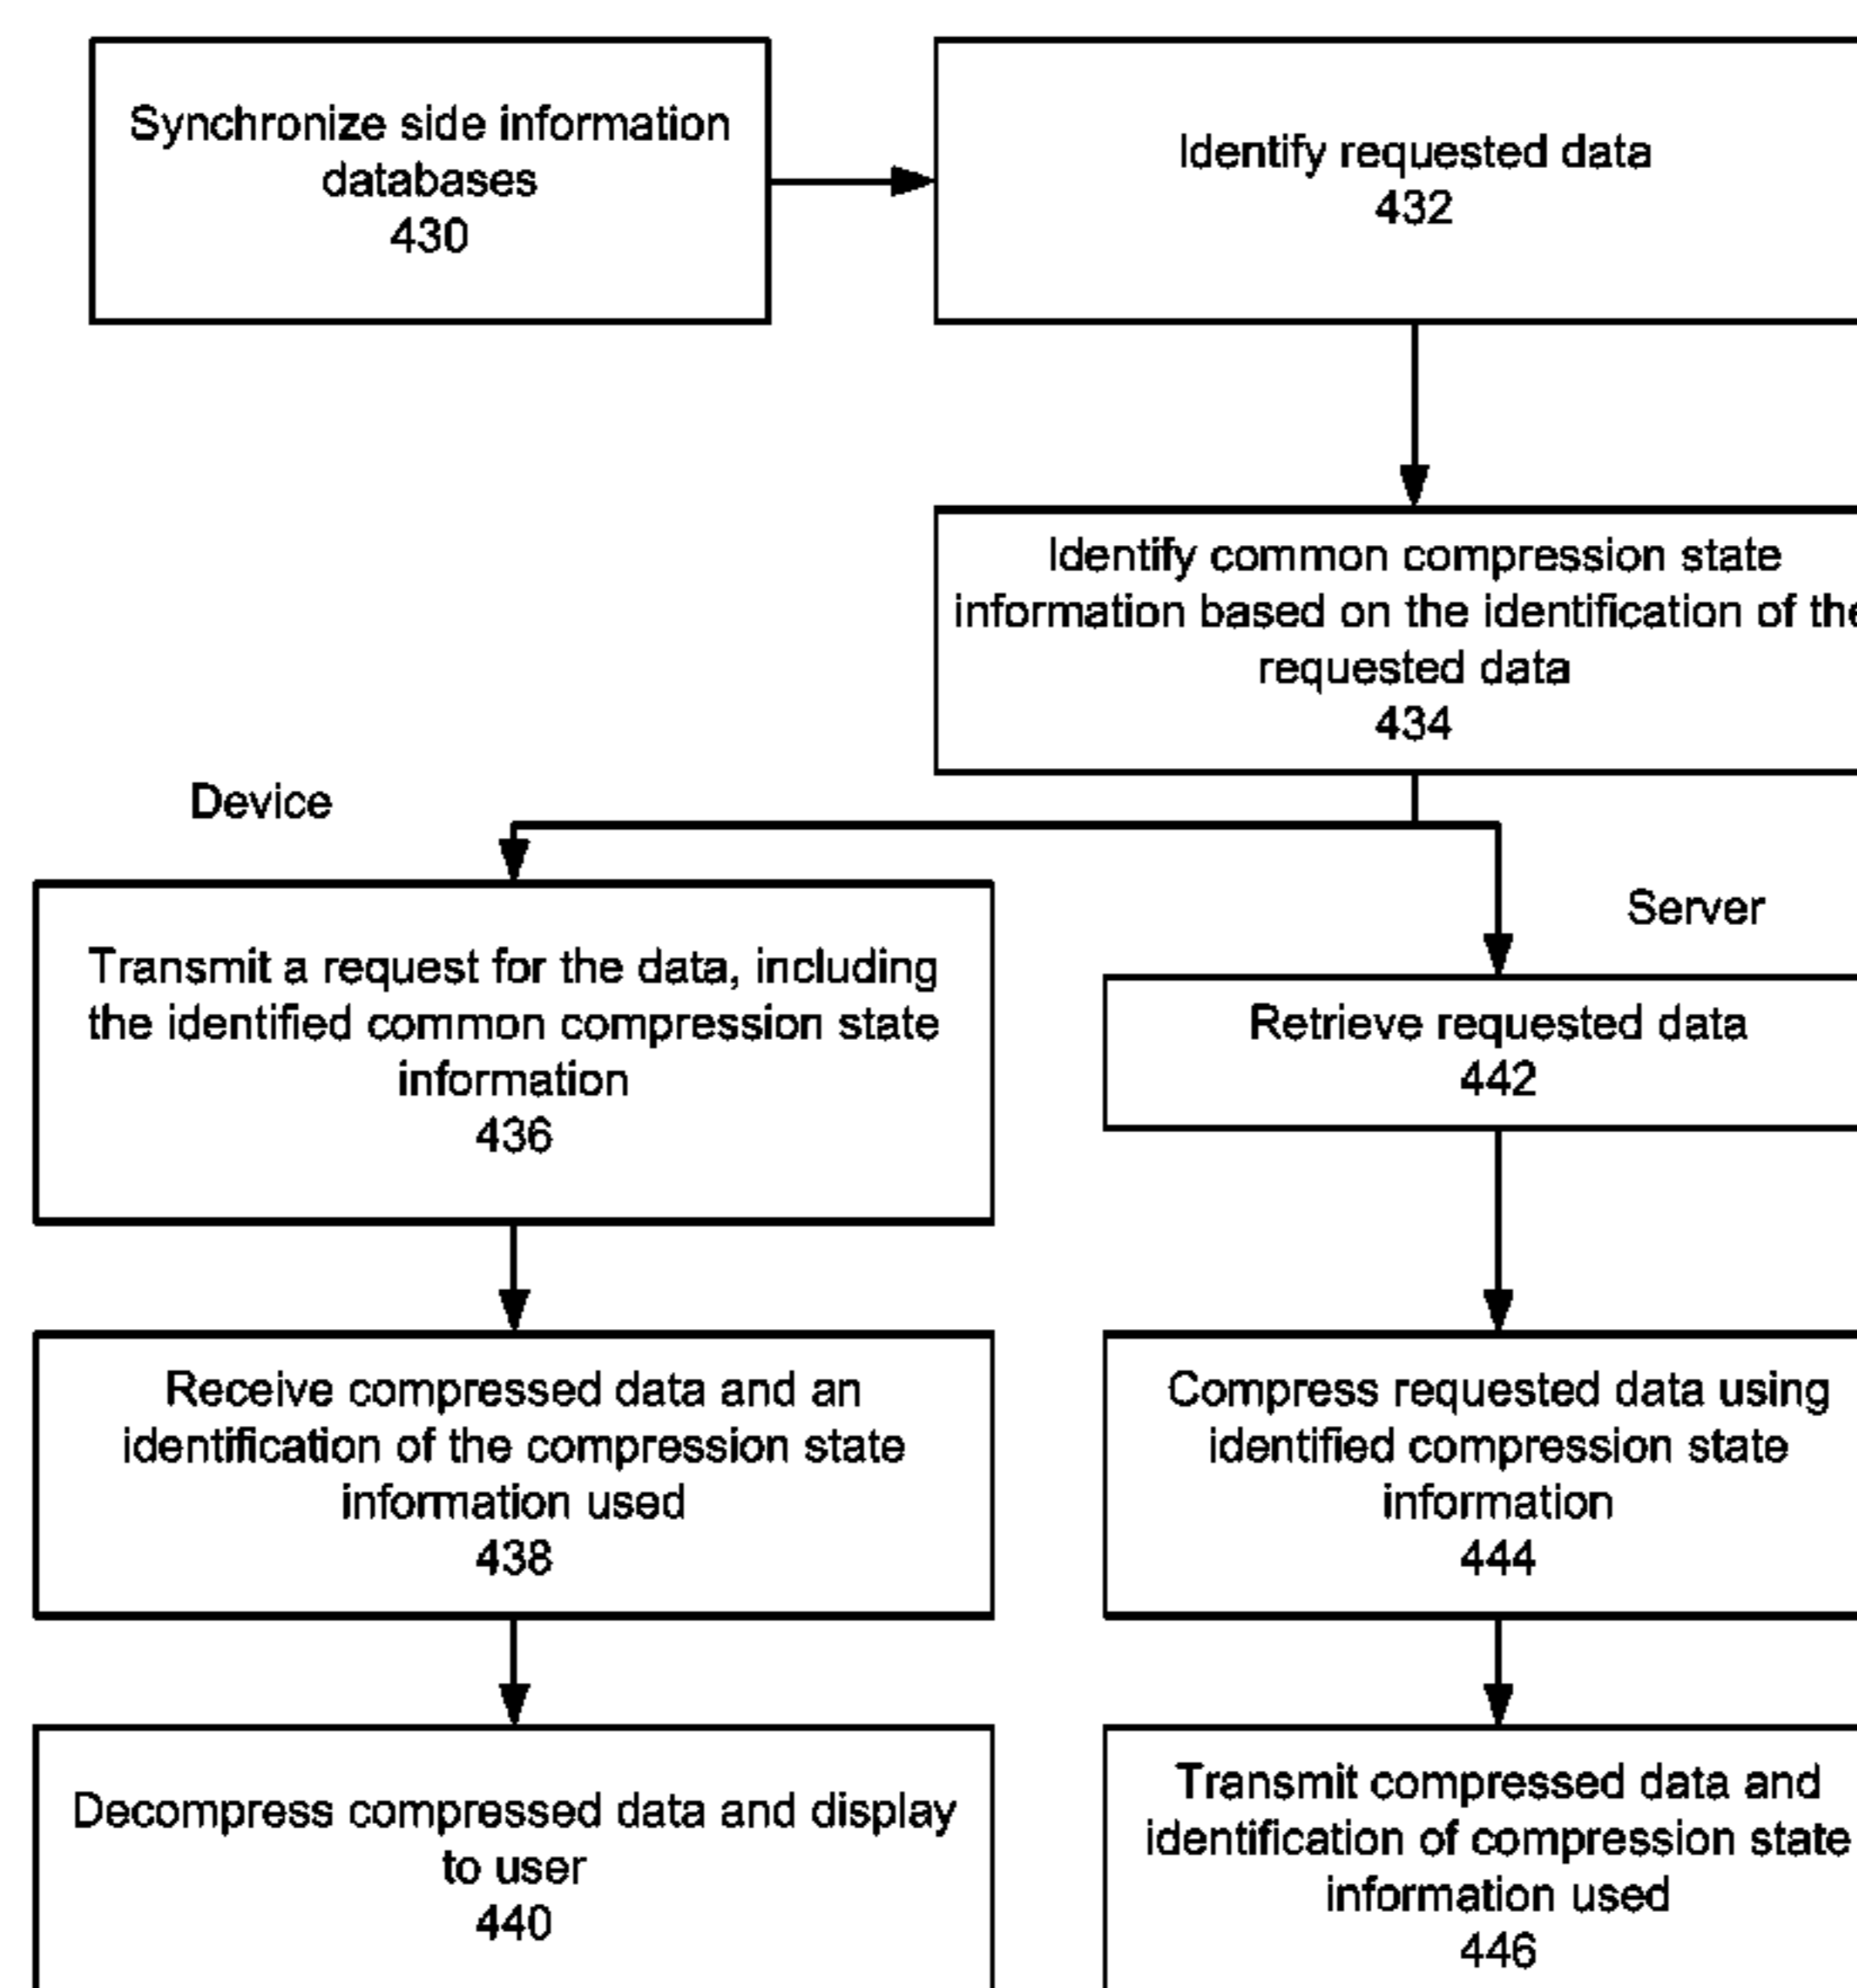 Synchronize side information
databases
430
Identify requested data
432
Identify common compression state
information based on the identification of the
requested data
434
Device
Transmit a request for the data, including
the identified common compression state
information
436
Server
Retrieve requested data
442
Receive compressed data and an
identification of the compression state
information used
438
Compress requested data using
identified compression state
information
444
Decompress compressed data and display
to user
440
Transmit compressed data and
identification of compression state
information used
446